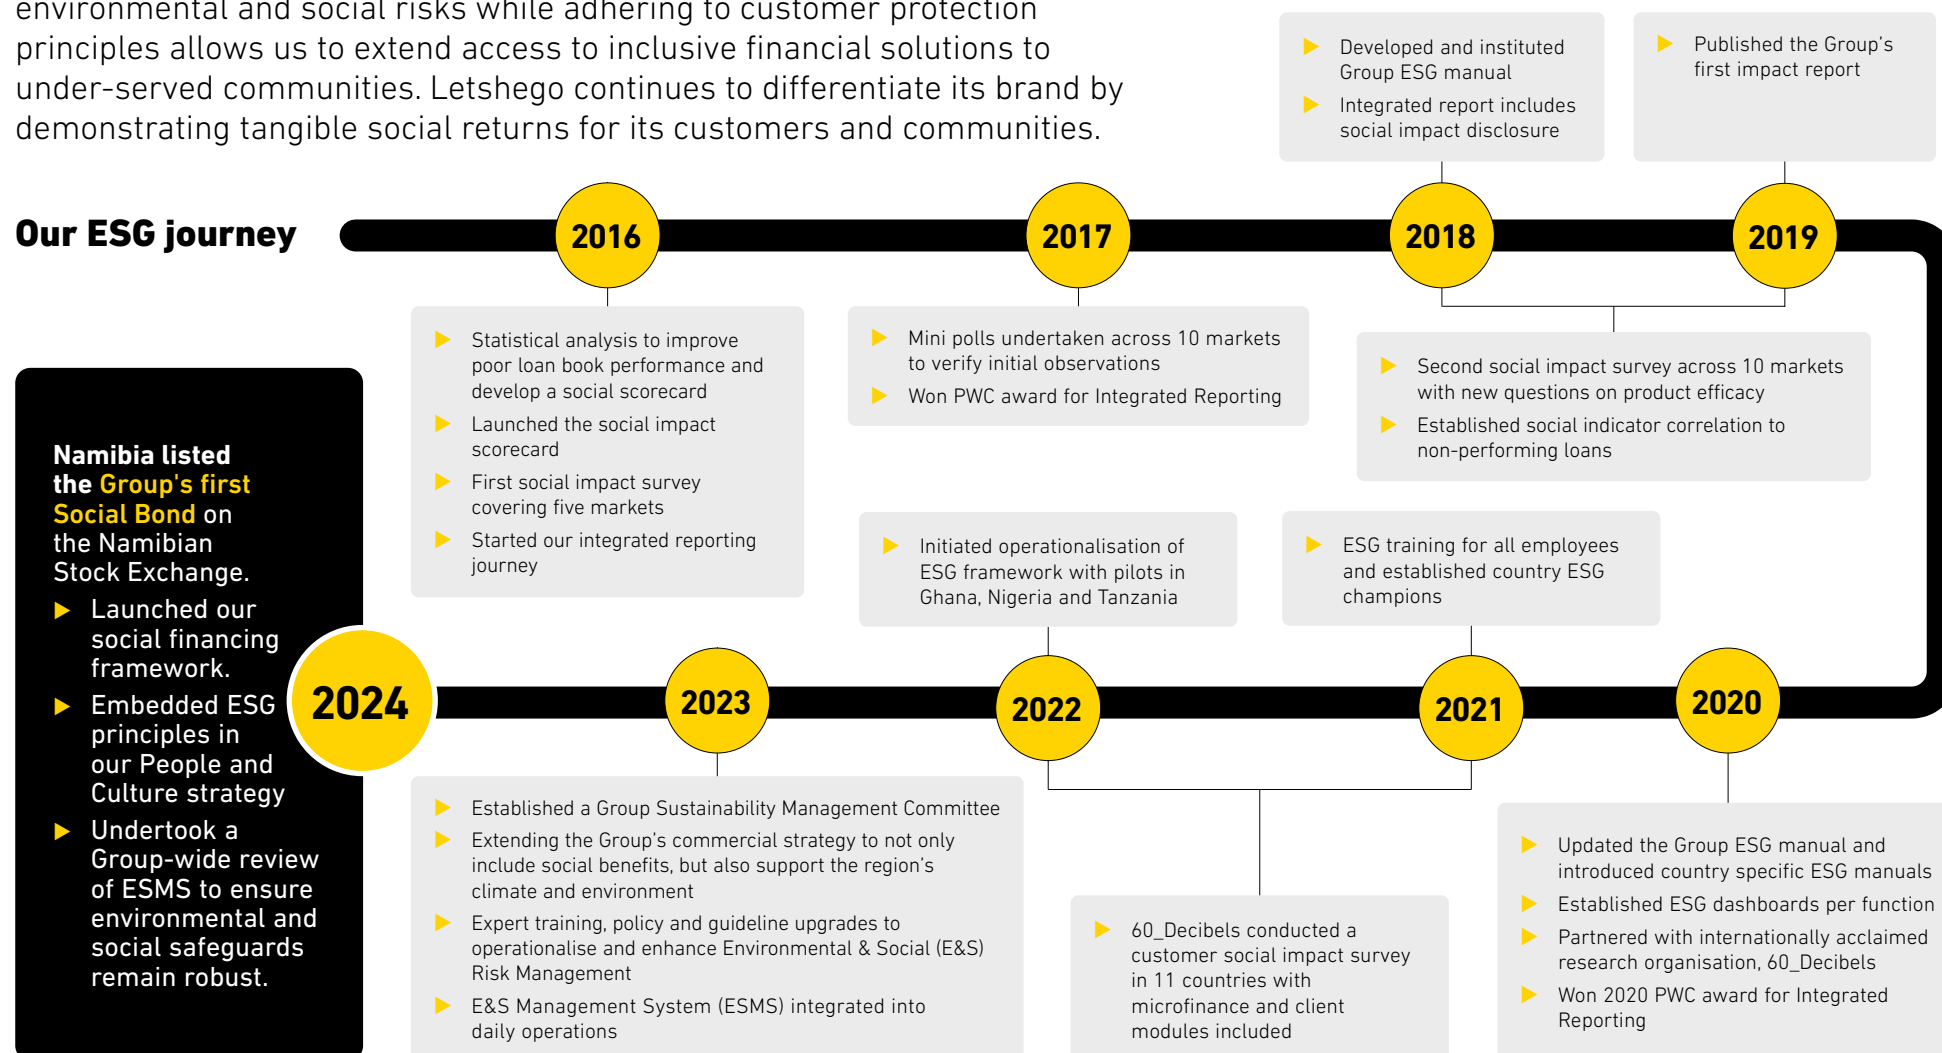 environmental and social risks while adhering to customer protection
principles allows us to extend access to inclusive financial solutions to
under-served communities. Letshego continues to differentiate its brand by
demonstrating tangible social returns for its customers and communities.
Developed and instituted
Group ESG manual
Integrated report includes
social impact disclosure
Published the Group's
first impact report
Our ESG journey
2016
2017
2018
2019
Statistical analysis to improve
poor loan book performance and
develop a social scorecard
Launched the social impact
scorecard
First social impact survey
covering five markets
Started our integrated reporting
journey
Mini polls undertaken across 10 markets
to verify initial observations
Won PWC award for Integrated Reporting
Second social impact survey across 10 markets
with new questions on product efficacy
Established social indicator correlation to
non-performing loans
Updated the Group ESG manual and
introduced country specific ESG manuals
Established ESG dashboards per function
Partnered with internationally acclaimed
research organisation, 60_Decibels
Won 2020 PWC award for Integrated
Reporting
2020
ESG training for all employees
and established country ESG
champions
2021
Initiated operationalisation of
ESG framework with pilots in
Ghana, Nigeria and Tanzania
2022
60_Decibels conducted a
customer social impact survey
in 11 countries with
microfinance and client
modules included
2023
Established a Group Sustainability Management Committee
Extending the Group's commercial strategy to not only
include social benefits, but also support the region's
climate and environment
Expert training, policy and guideline upgrades to
operationalise and enhance Environmental & Social (E&S)
Risk Management
E&S Management System (ESMS) integrated into
daily operations
2024
Namibia listed
the Group's first
Social Bond on
the Namibian
Stock Exchange.
Launched our
social financing
framework.
Embedded ESG
principles in
our People and
Culture strategy
Undertook a
Group-wide review
of ESMS to ensure
environmental and
social safeguards
remain robust.